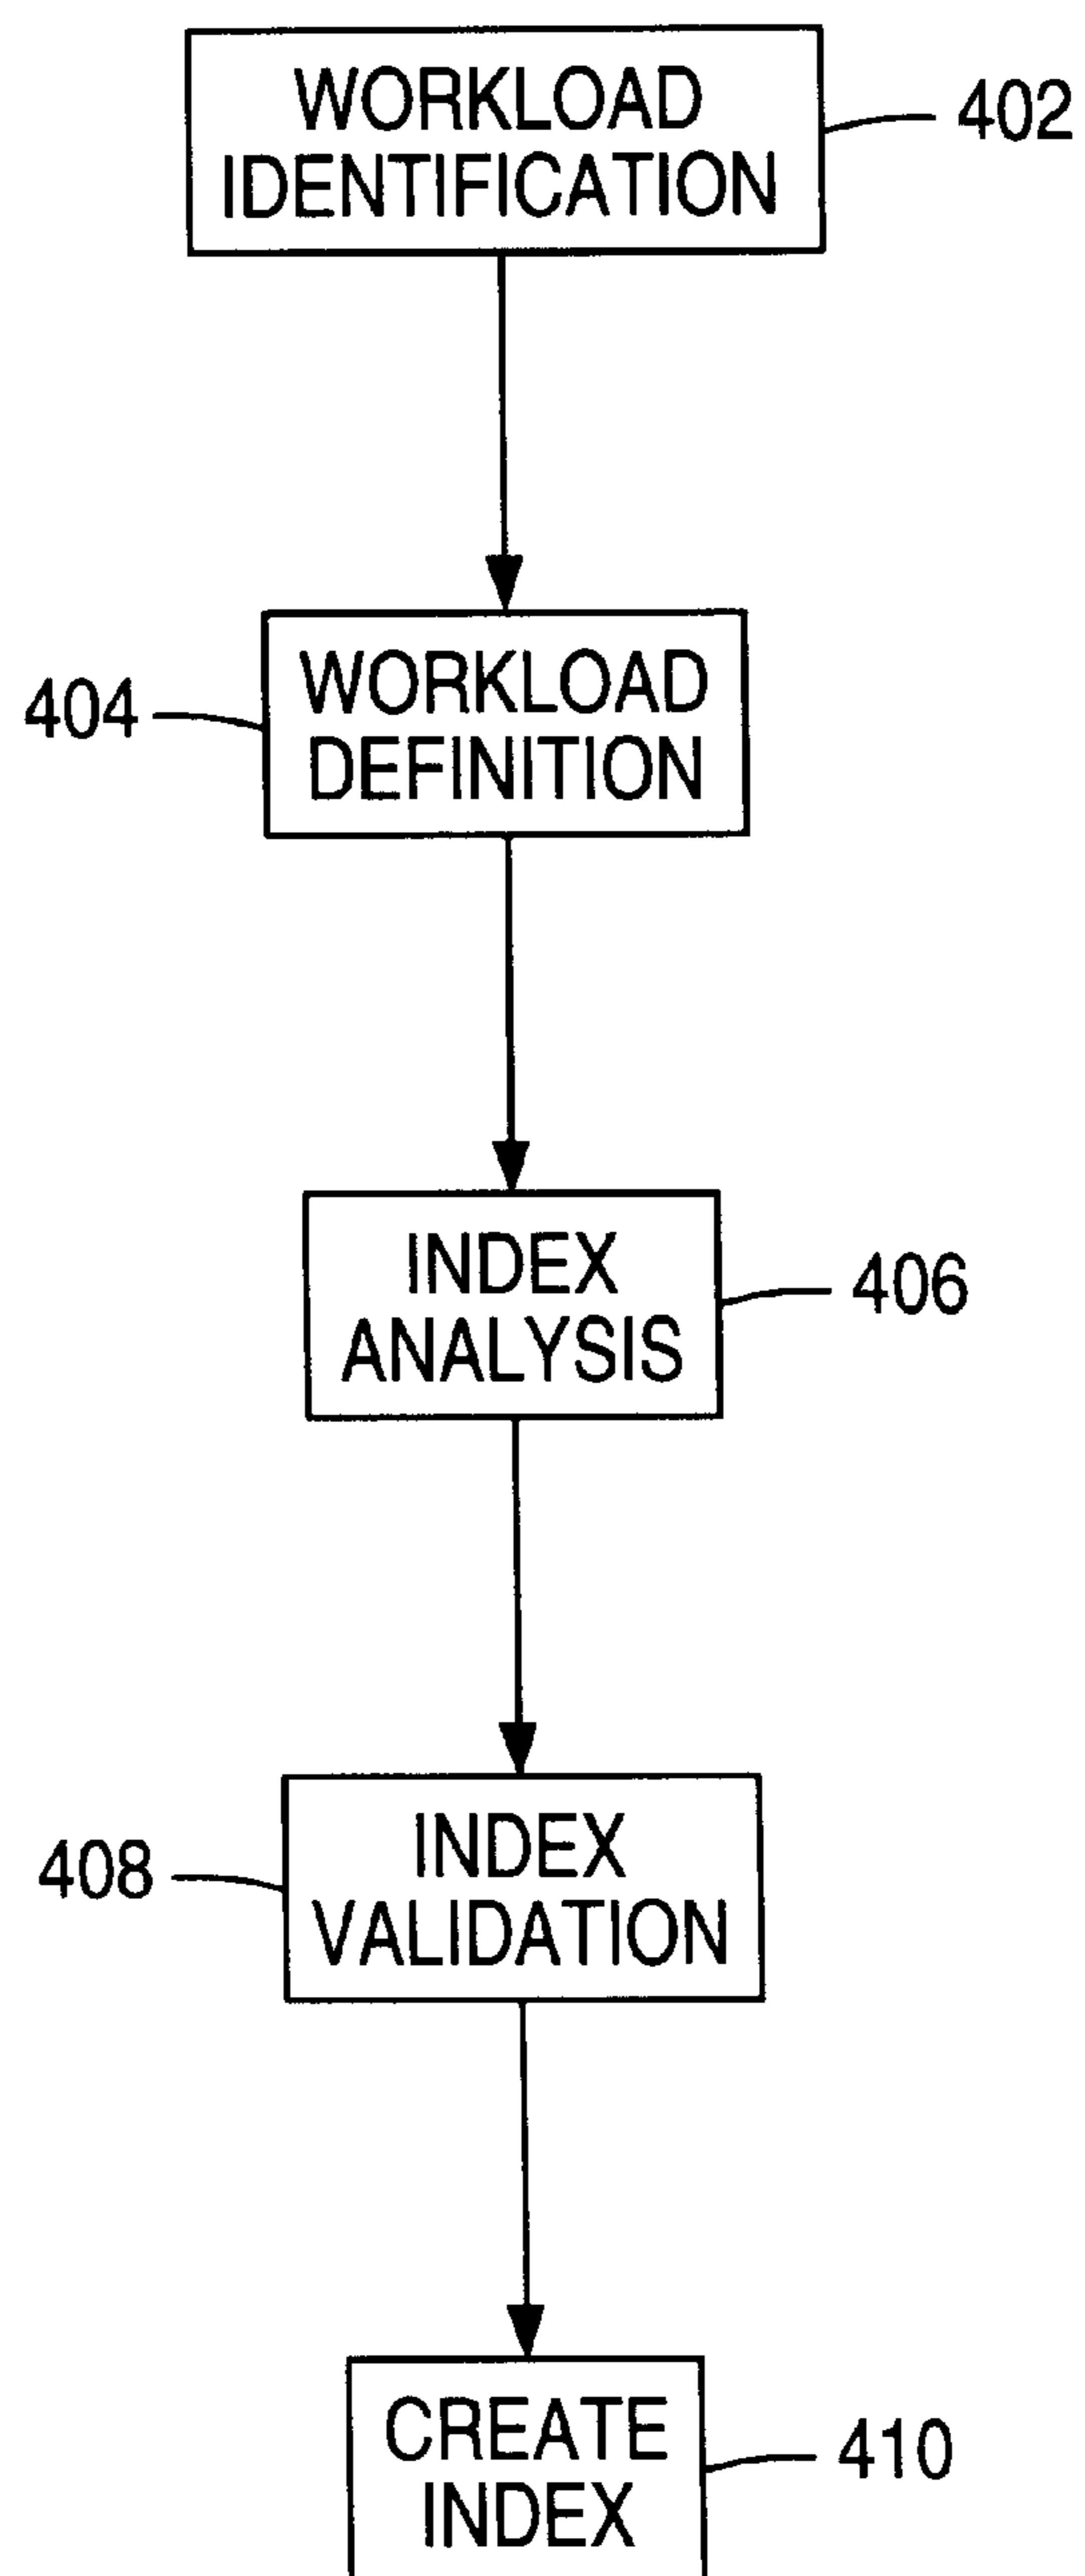 WORKLOAD
IDENTIFICATION
402
404
WORKLOAD
DEFINITION
INDEX
ANALYSIS
406
408
INDEX
VALIDATION
CREATE
INDEX
410